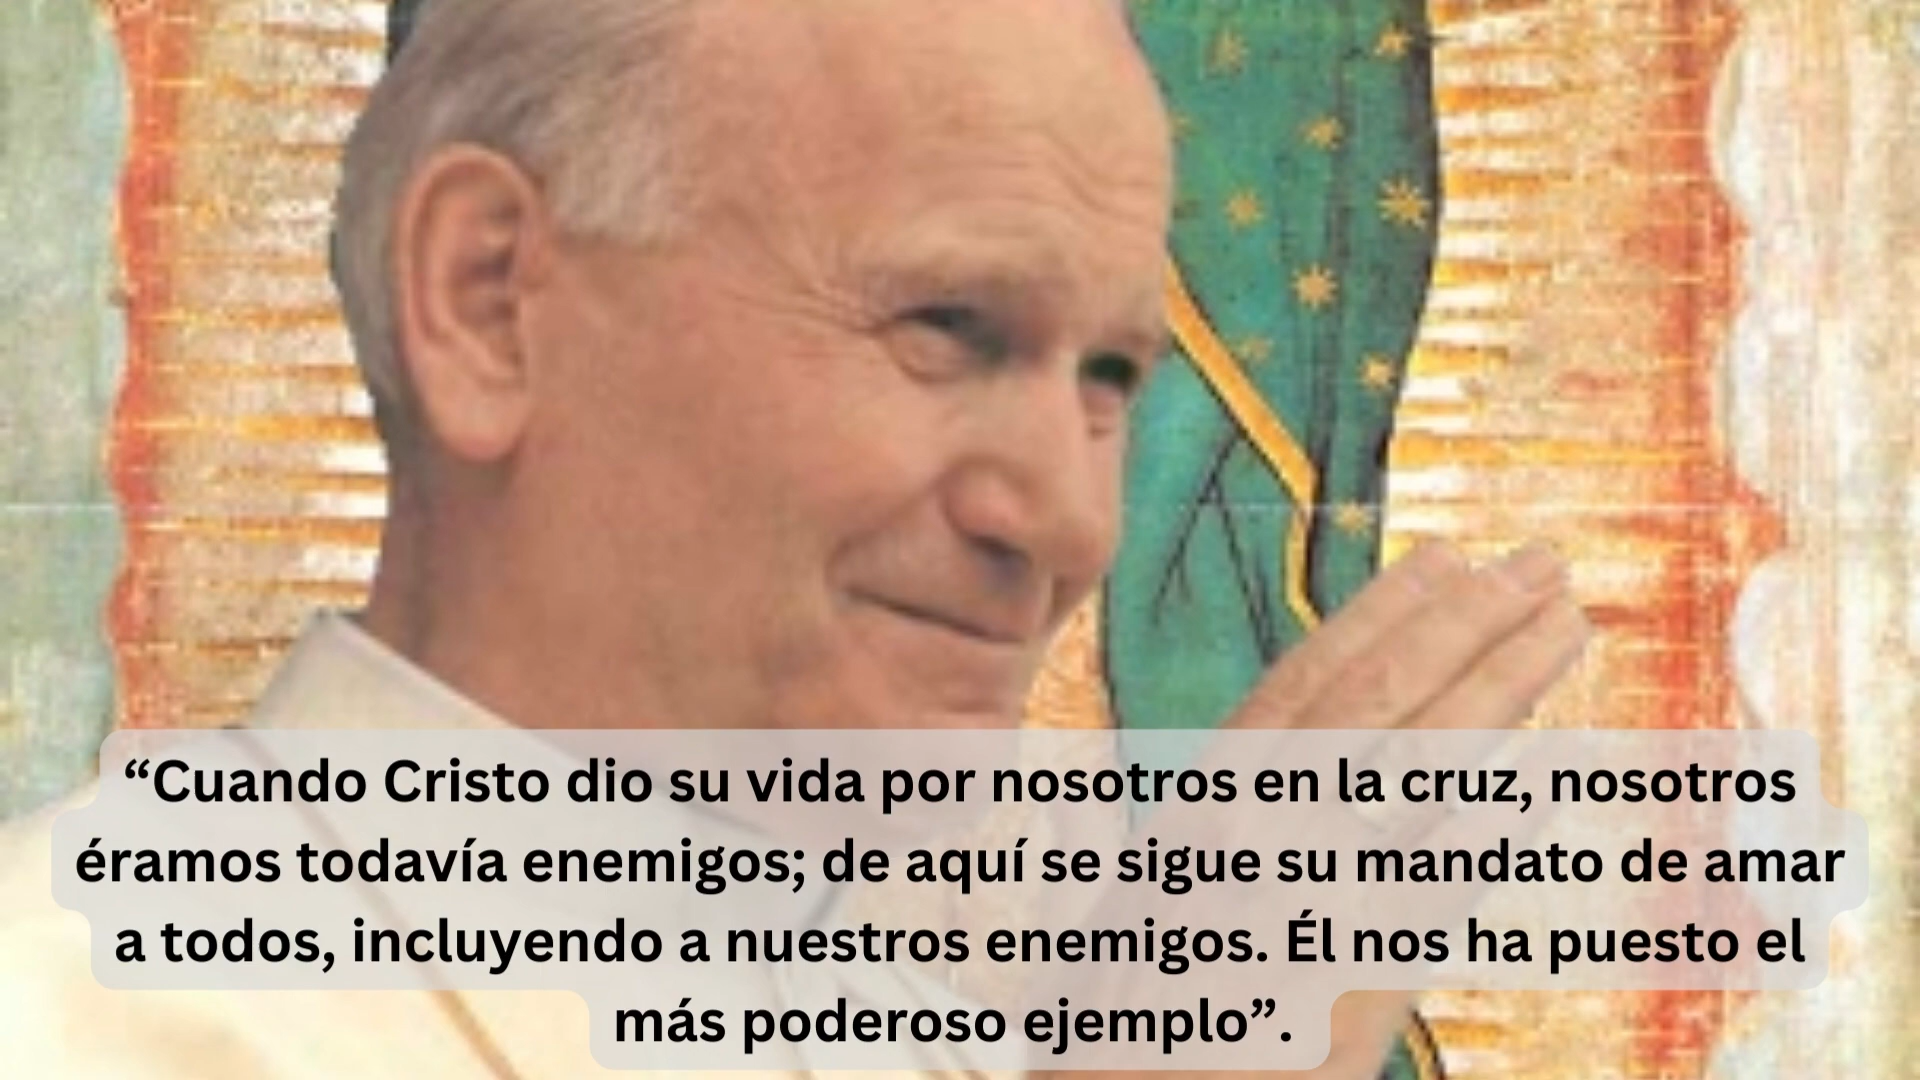 “Cuando Cristo dio su vida por nosotros en la cruz, nosotros
éramos todavía enemigos; de aquí se sigue su mandato de amar
a todos, incluyendo a nuestros enemigos. Él nos ha puesto el
más poderoso ejemplo”.